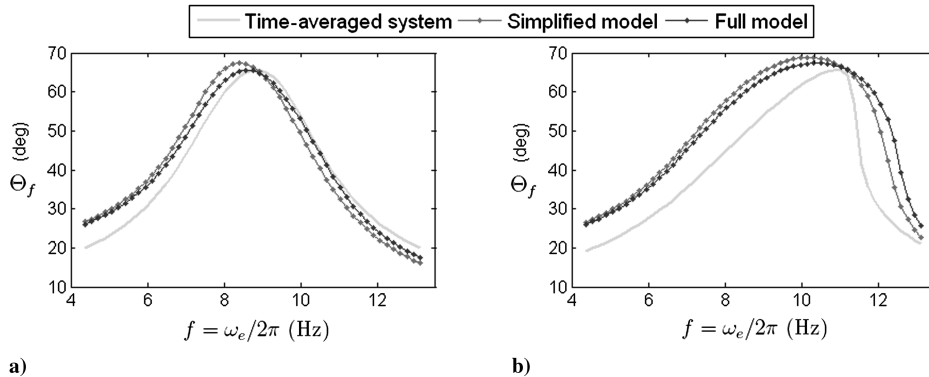 Time-averaged system Simplified model Full model
70 70
60 60
50 50
40 40
30 30
20 20
10 10
Θf (deg) Θf (deg)
4 6 8 10 12 4 6 8 10 12
f = ωe/2π (Hz) f = ωe/2π (Hz)
a) b)